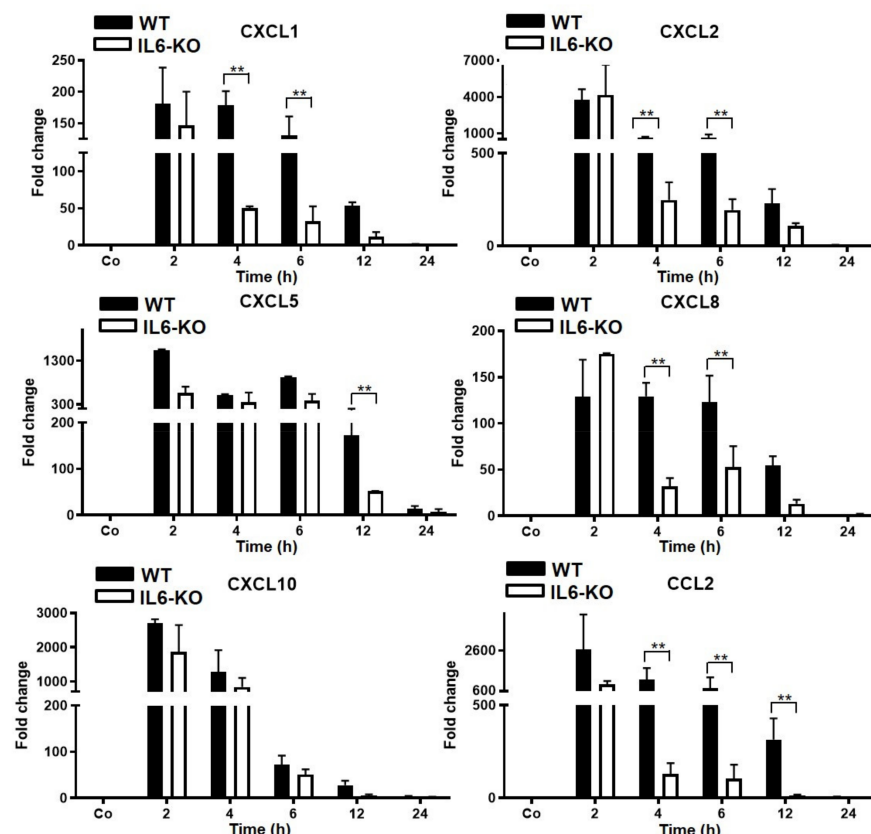 WT
IL6-KO
CXCL1
Fold change
250
200
150
100
50
0
**
**
Co 2 4 6 12 24
Time (h)
WT
IL6-KO
CXCL2
Fold change
7000
4000
1000
500
0
**
**
Co 2 4 6 12 24
Time (h)
WT
IL6-KO
CXCL5
Fold change
1300
300
200
100
0
**
Co 2 4 6 12 24
Time (h)
WT
IL6-KO
CXCL8
Fold change
200
150
100
50
0
**
**
Co 2 4 6 12 24
Time (h)
WT
IL6-KO
CXCL10
Fold change
3000
2000
1000
200
100
0
Co 2 4 6 12 24
Time (h)
WT
IL6-KO
CCL2
Fold change
2600
600
500
0
**
**
**
Co 2 4 6 12 24
Time (h)